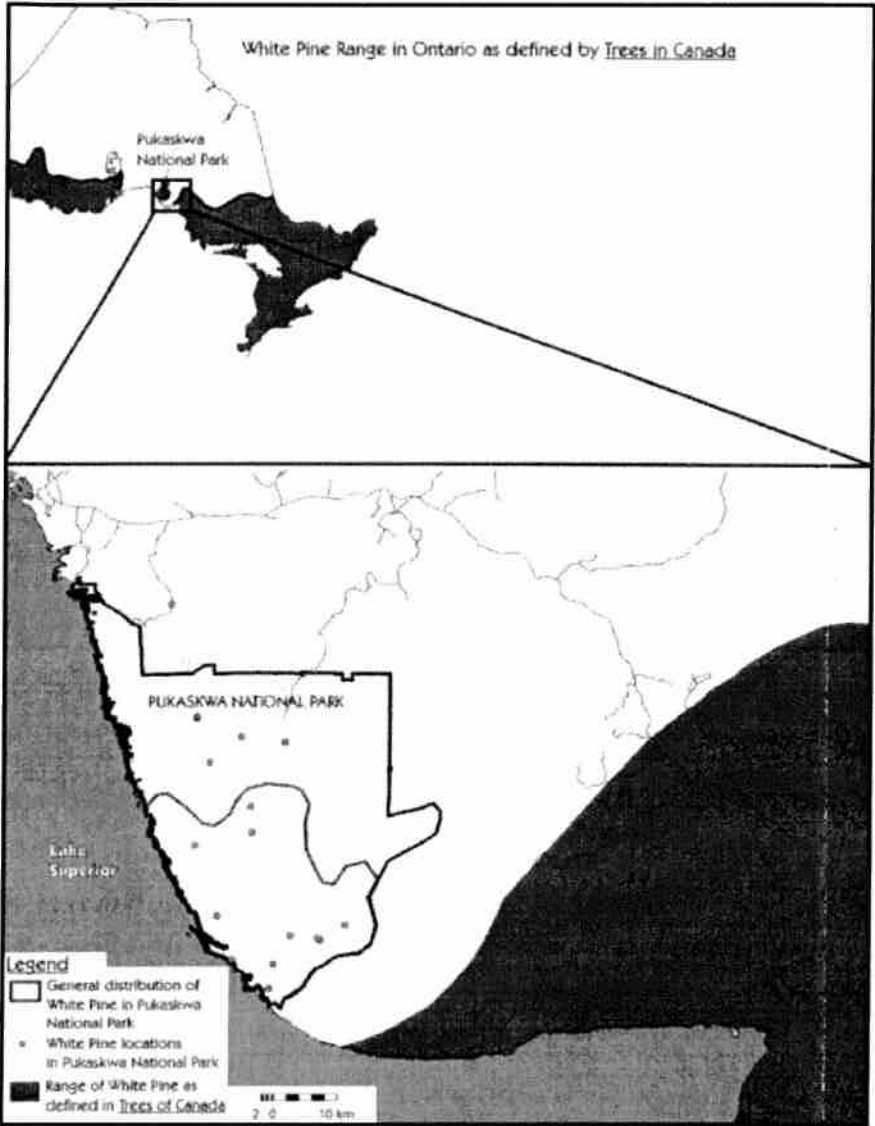 White Pine Range in Ontario as defined by Trees in Canada
Pukaskwa
National Park
PUKASKWA NATIONAL PARK
Lake
Superior
Legend
General distribution of
White Pine in Pukaskwa
National Park
White Pine locations
in Pukaskwa National Park
Range of White Pine as
defined in Trees of Canada
2 0 10 km